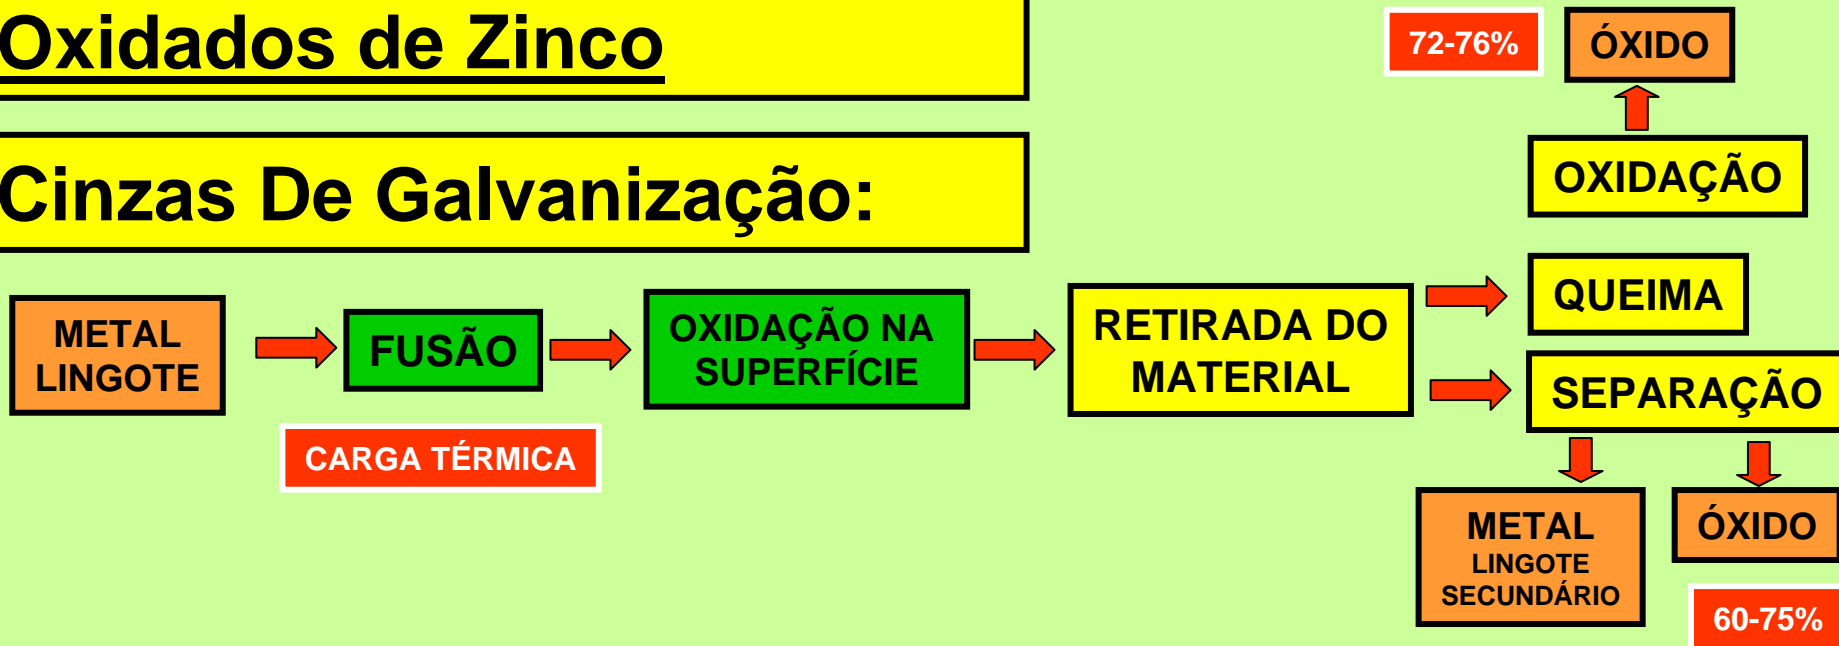 Oxidados de Zinco
72-76%
ÓXIDO
OXIDAÇÃO
Cinzas De Galvanização:
METAL
LINGOTE
FUSÃO
CARGA TÉRMICA
OXIDAÇÃO NA
SUPERFÍCIE
RETIRADA DO
MATERIAL
QUEIMA
SEPARAÇÃO
METAL
LINGOTE
SECUNDÁRIO
ÓXIDO
60-75%